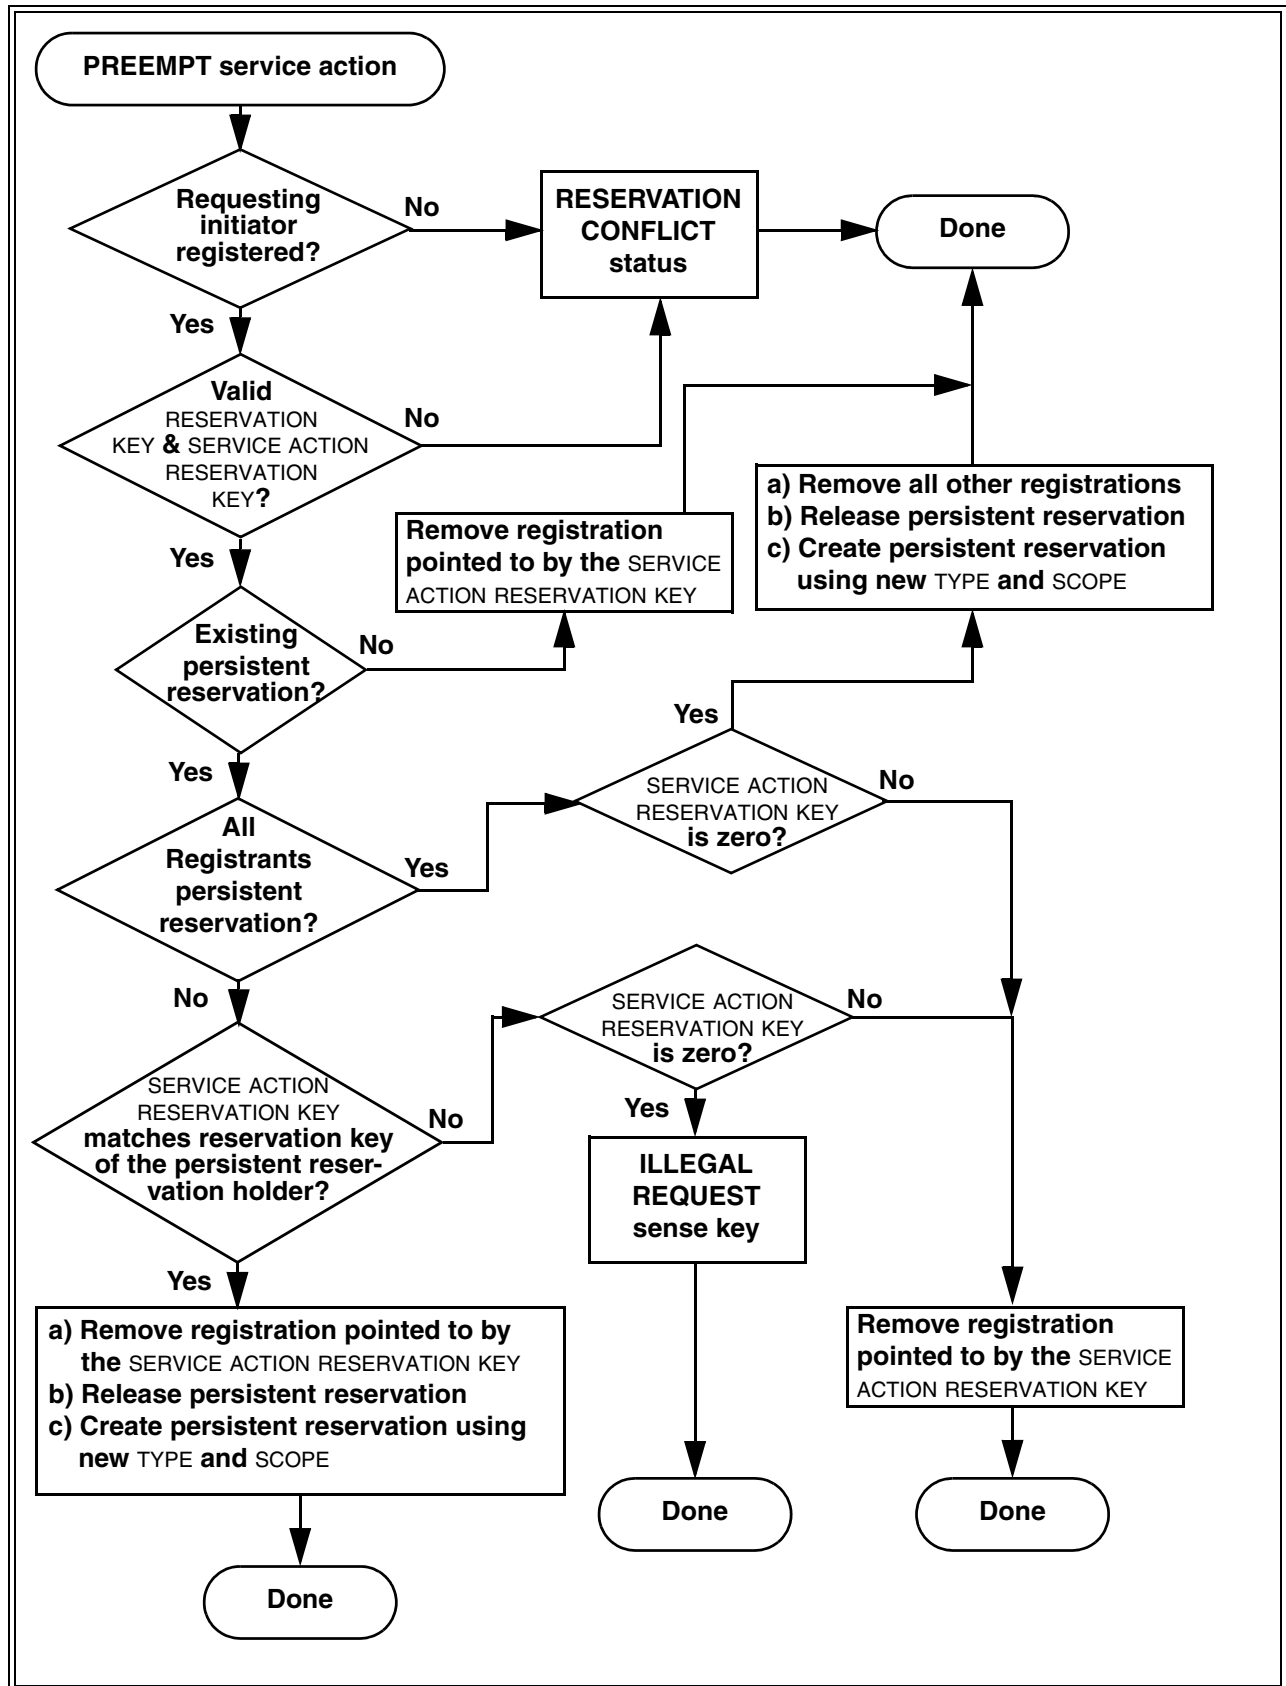 PREEMPT service action
Requesting
initiator
registered?
No
RESERVATION
CONFLICT
status
Done
Yes
Valid
RESERVATION
KEY & SERVICE ACTION
RESERVATION
KEY?
No
Yes
Remove registration
pointed to by the SERVICE
ACTION RESERVATION KEY
a) Remove all other registrations
b) Release persistent reservation
c) Create persistent reservation
using new TYPE and SCOPE
Existing
persistent
reservation?
No
Yes
All
Registrants
persistent
reservation?
Yes
SERVICE ACTION
RESERVATION KEY
is zero?
Yes
No
No
SERVICE ACTION
RESERVATION KEY
matches reservation key
of the persistent reser-
vation holder?
No
SERVICE ACTION
RESERVATION KEY
is zero?
No
Yes
ILLEGAL
REQUEST
sense key
Yes
a) Remove registration pointed to by
the SERVICE ACTION RESERVATION KEY
b) Release persistent reservation
c) Create persistent reservation using
new TYPE and SCOPE
Remove registration
pointed to by the SERVICE
ACTION RESERVATION KEY
Done
Done
Done